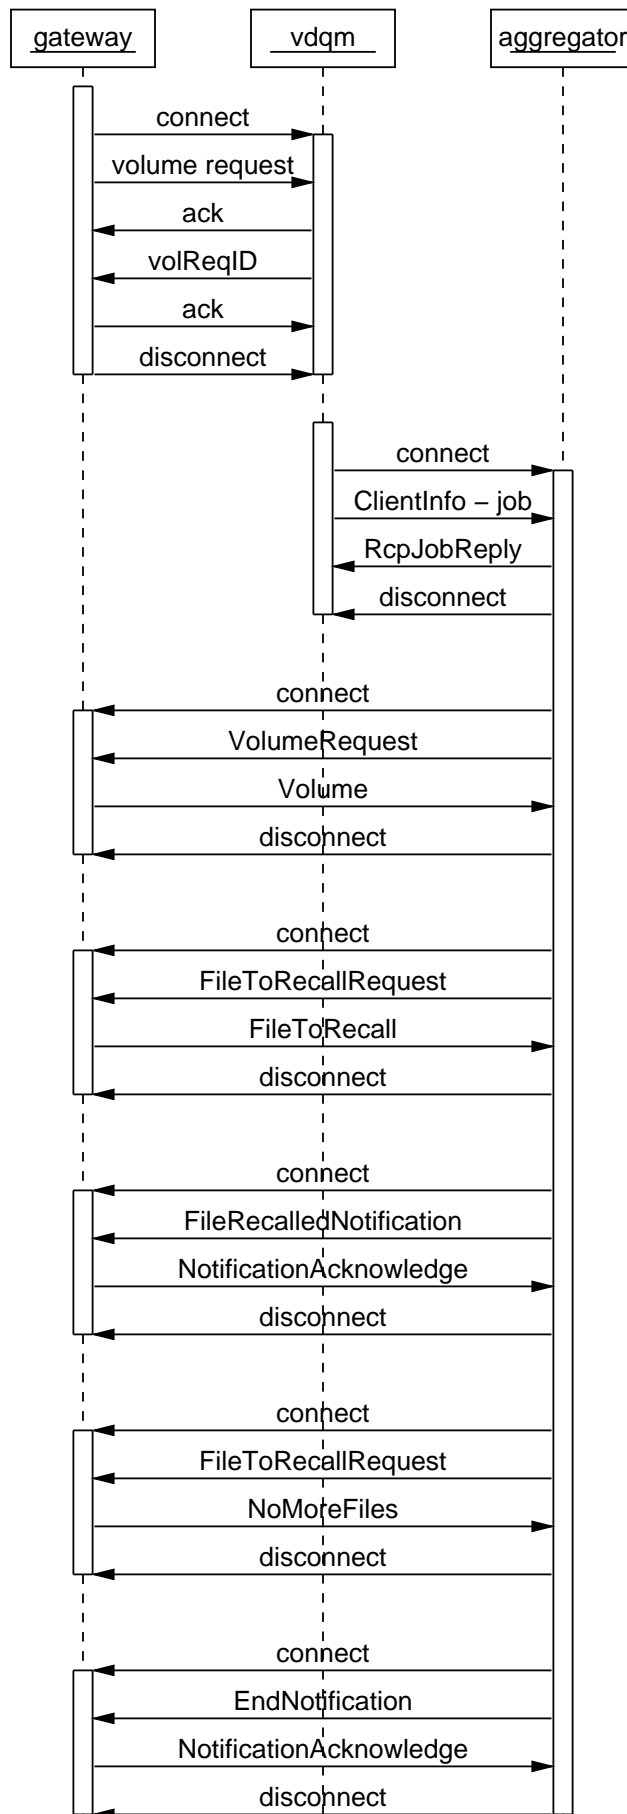 gateway vdqm aggregator
connect
volume request
ack
volReqID
ack
disconnect
connect
ClientInfo − job
RcpJobReply
disconnect
connect
VolumeRequest
Volume
disconnect
connect
FileToRecallRequest
FileToRecall
disconnect
connect
FileRecalledNotification
NotificationAcknowledge
disconnect
connect
FileToRecallRequest
NoMoreFiles
disconnect
connect
EndNotification
NotificationAcknowledge
disconnect